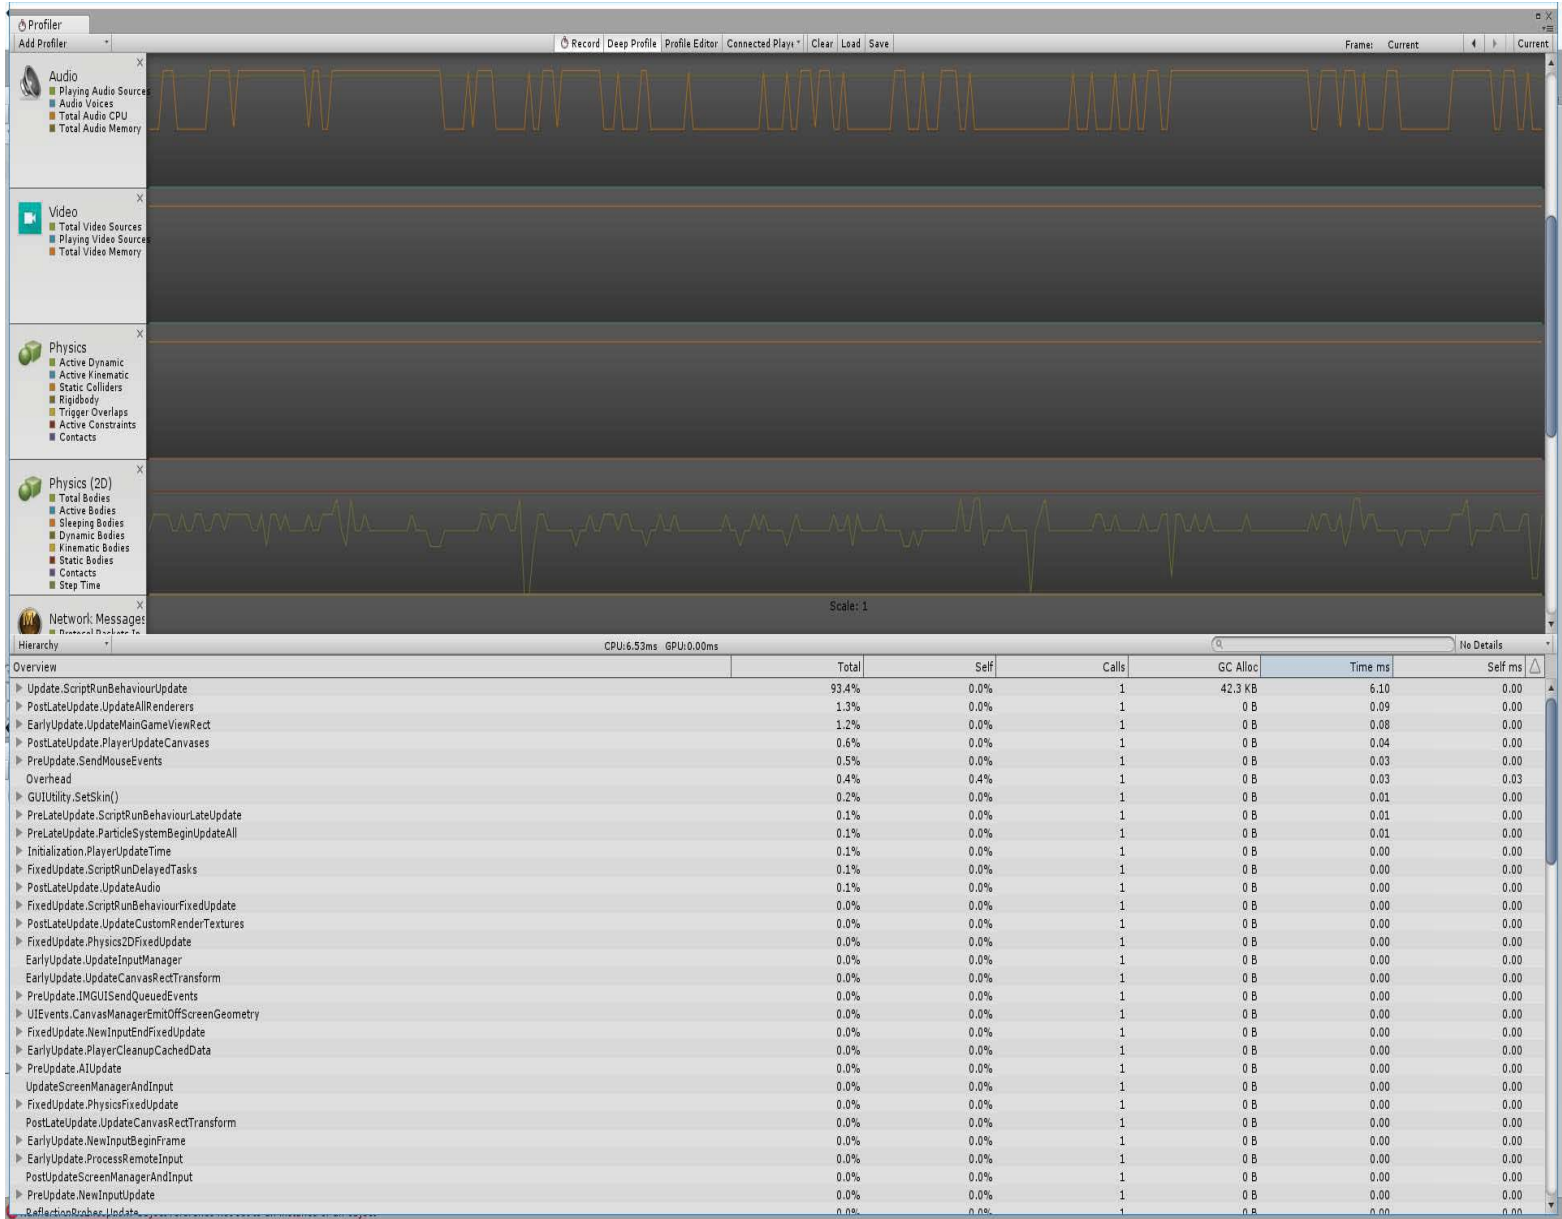 Profiler
Add Profiler Record Deep Profile Profile Editor Connected Playe Clear Load Save Frame: Current Current
Audio
Playing Audio Sources
Audio Voices
Total Audio CPU
Total Audio Memory
Video
Total Video Sources
Playing Video Sources
Total Video Memory
Physics
Active Dynamic
Active Kinematic
Static Colliders
Rigidbody
Trigger Overlaps
Active Constraints
Contacts
Physics (2D)
Total Bodies
Active Bodies
Sleeping Bodies
Dynamic Bodies
Kinematic Bodies
Static Bodies
Contacts
Step Time
Scale: 1
Network Messages
Protocol Packets In
Hierarchy CPU:6.53ms GPU:0.00ms No Details
Overview Total Self Calls GC Alloc Time ms Self ms
Update.ScriptRunBehaviourUpdate 93.4% 0.0% 1 42.3 KB 6.10 0.00
PostLateUpdate.UpdateAllRenderers 1.3% 0.0% 1 0 B 0.09 0.00
EarlyUpdate.UpdateMainGameViewRect 1.2% 0.0% 1 0 B 0.08 0.00
PostLateUpdate.PlayerUpdateCanvases 0.6% 0.0% 1 0 B 0.04 0.00
PreUpdate.SendMouseEvents 0.5% 0.0% 1 0 B 0.03 0.00
Overhead 0.4% 0.4% 1 0 B 0.03 0.03
GUIUtility.SetSkin() 0.2% 0.0% 1 0 B 0.01 0.00
PreLateUpdate.ScriptRunBehaviourLateUpdate 0.1% 0.0% 1 0 B 0.01 0.00
PreLateUpdate.ParticleSystemBeginUpdateAll 0.1% 0.0% 1 0 B 0.01 0.00
Initialization.PlayerUpdateTime 0.1% 0.0% 1 0 B 0.00 0.00
FixedUpdate.ScriptRunDelayedTasks 0.1% 0.0% 1 0 B 0.00 0.00
PostLateUpdate.UpdateAudio 0.1% 0.0% 1 0 B 0.00 0.00
FixedUpdate.ScriptRunBehaviourFixedUpdate 0.0% 0.0% 1 0 B 0.00 0.00
PostLateUpdate.UpdateCustomRenderTextures 0.0% 0.0% 1 0 B 0.00 0.00
FixedUpdate.Physics2DFixedUpdate 0.0% 0.0% 1 0 B 0.00 0.00
EarlyUpdate.UpdateInputManager 0.0% 0.0% 1 0 B 0.00 0.00
EarlyUpdate.UpdateCanvasRectTransform 0.0% 0.0% 1 0 B 0.00 0.00
PreUpdate.IMGUISendQueuedEvents 0.0% 0.0% 1 0 B 0.00 0.00
UIEvents.CanvasManagerEmitOffScreenGeometry 0.0% 0.0% 1 0 B 0.00 0.00
FixedUpdate.NewInputEndFixedUpdate 0.0% 0.0% 1 0 B 0.00 0.00
EarlyUpdate.PlayerCleanupCachedData 0.0% 0.0% 1 0 B 0.00 0.00
PreUpdate.AIUpdate 0.0% 0.0% 1 0 B 0.00 0.00
UpdateScreenManagerAndInput 0.0% 0.0% 1 0 B 0.00 0.00
FixedUpdate.PhysicsFixedUpdate 0.0% 0.0% 1 0 B 0.00 0.00
PostLateUpdate.UpdateCanvasRectTransform 0.0% 0.0% 1 0 B 0.00 0.00
EarlyUpdate.NewInputBeginFrame 0.0% 0.0% 1 0 B 0.00 0.00
EarlyUpdate.ProcessRemoteInput 0.0% 0.0% 1 0 B 0.00 0.00
PostUpdateScreenManagerAndInput 0.0% 0.0% 1 0 B 0.00 0.00
PreUpdate.NewInputUpdate 0.0% 0.0% 1 0 B 0.00 0.00
ReflectionProbes.Update 0.0% 0.0% 1 0 B 0.00 0.00